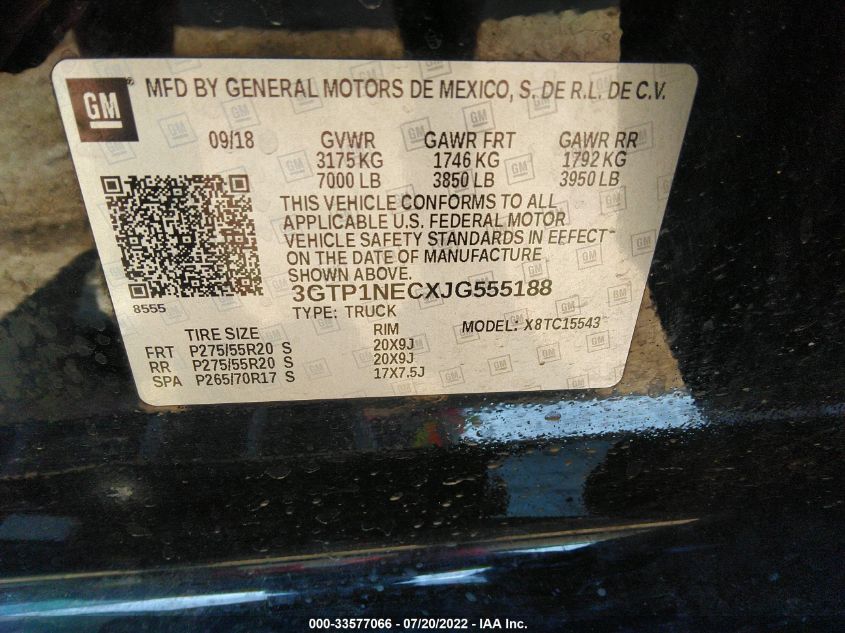 GM
MFD BY GENERAL MOTORS DE MEXICO, S. DE R.L. DE C.V.
09/18 GVWR GAWR FRT GAWR RR
3175 KG 1746 KG 1792 KG
7000 LB 3850 LB 3950 LB
THIS VEHICLE CONFORMS TO ALL
APPLICABLE U.S. FEDERAL MOTOR
VEHICLE SAFETY STANDARDS IN EFFECT
ON THE DATE OF MANUFACTURE
SHOWN ABOVE.
3GTP1NECXJG555188
8555
TYPE: TRUCK MODEL: X8TC15543
TIRE SIZE RIM
FRT P275/55R20 S 20X9J
RR P275/55R20 S 20X9J
SPA P265/70R17 S 17X7.5J
000-33577066 - 07/20/2022 - IAA Inc.